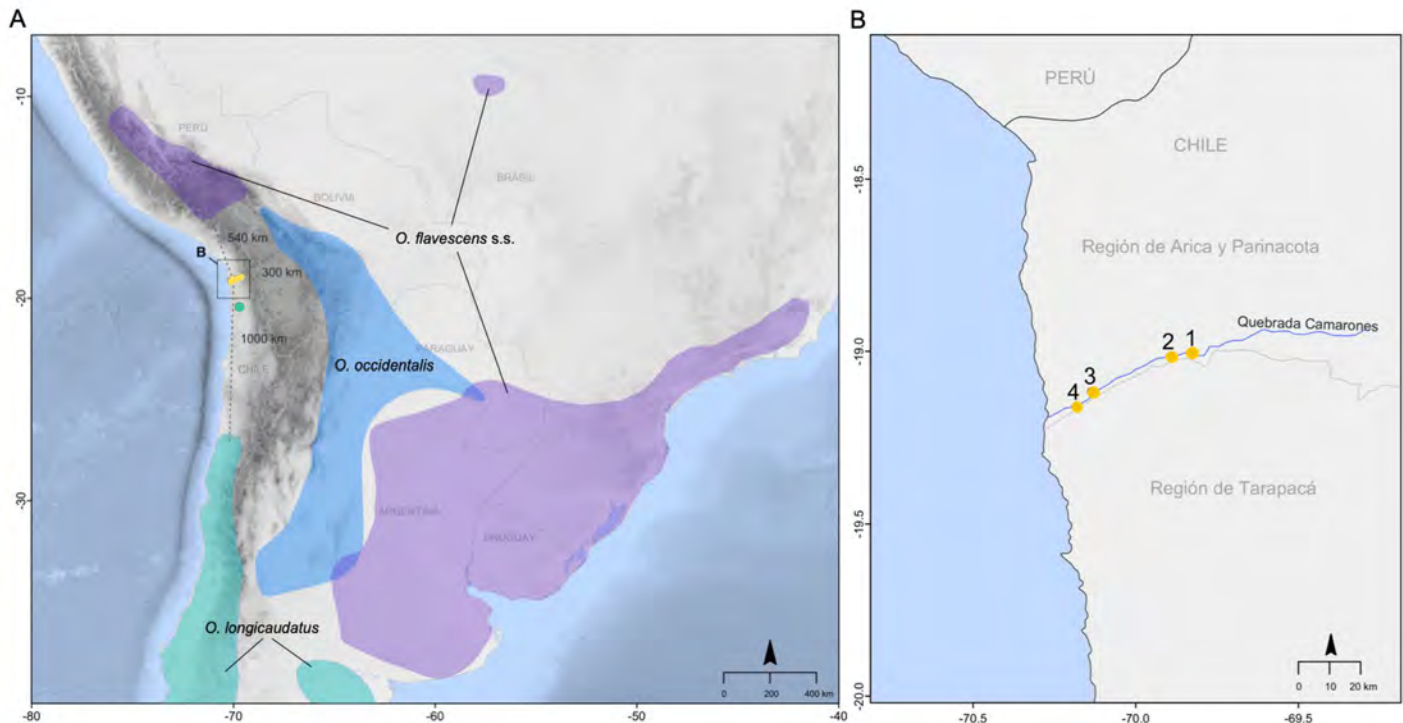 A
-10
-20
-30
-80
-70
-60
-50
-40
PERÚ
BOLIVIA
BRASIL
PARAGUAY
CHILE
ARGENTINA
URUGUAY
O. flavescens s.s.
540 km
B
300 km
1000 km
O. occidentalis
O. longicaudatus
0 200 400 km
B
PERÚ
CHILE
-18.5
Región de Arica y Parinacota
-19.0
Quebrada Camarones
2 1
3
4
Región de Tarapacá
-19.5
-20.0
0 10 20 km
-70.5
-70.0
-69.5